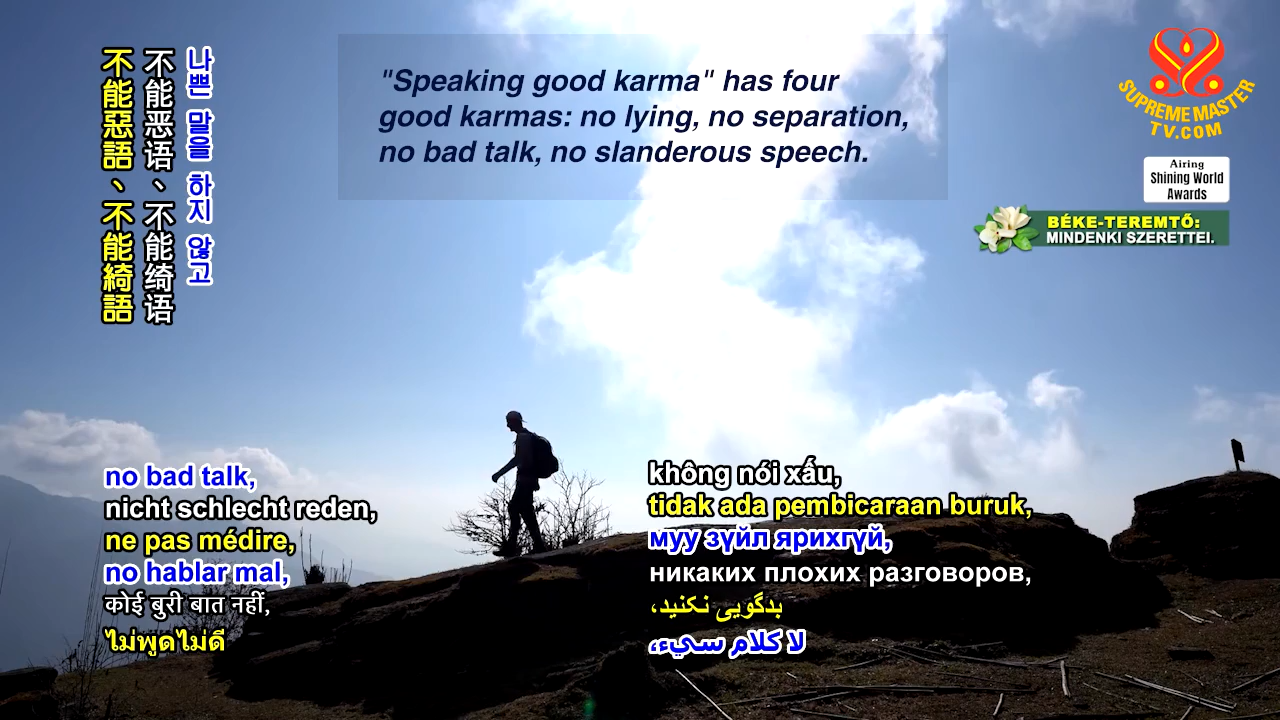 "Speaking good karma" has four
good karmas: no lying, no separation,
no bad talk, no slanderous speech.
SUPREME MASTER
TV.COM
Airing
Shining World
Awards
BÉKE-TEREMTŐ:
MINDENKI SZERETTEI.
나쁜 말을 하지 않고
不能恶语、不能绮语
不能惡語、不能綺語
no bad talk,
nicht schlecht reden,
ne pas médire,
no hablar mal,
कोई बुरी बात नहीं,
ไม่พูดไม่ดี
không nói xấu,
tidak ada pembicaraan buruk,
муу зүйл ярихгүй,
никаких плохих разговоров,
بدگویی نکنید،
لا كلام سيء،